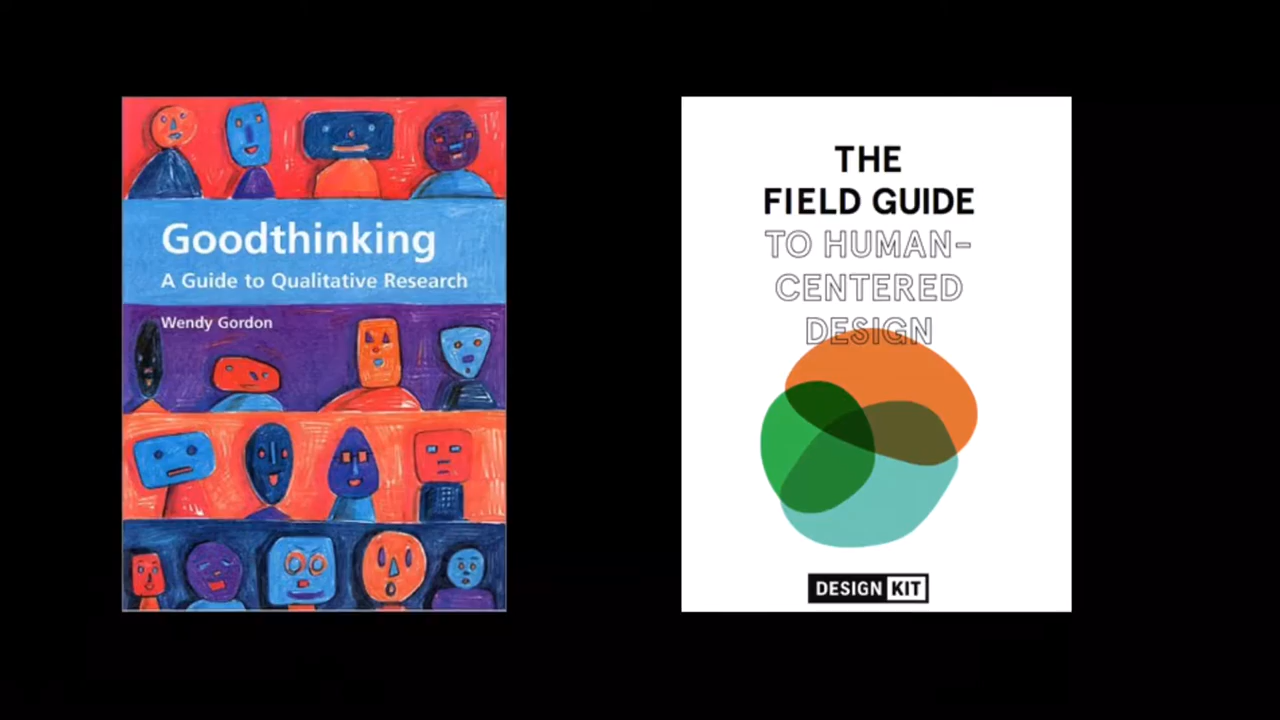 Goodthinking
A Guide to Qualitative Research
Wendy Gordon
THE
FIELD GUIDE
TO HUMAN-
CENTERED
DESIGN
DESIGN KIT